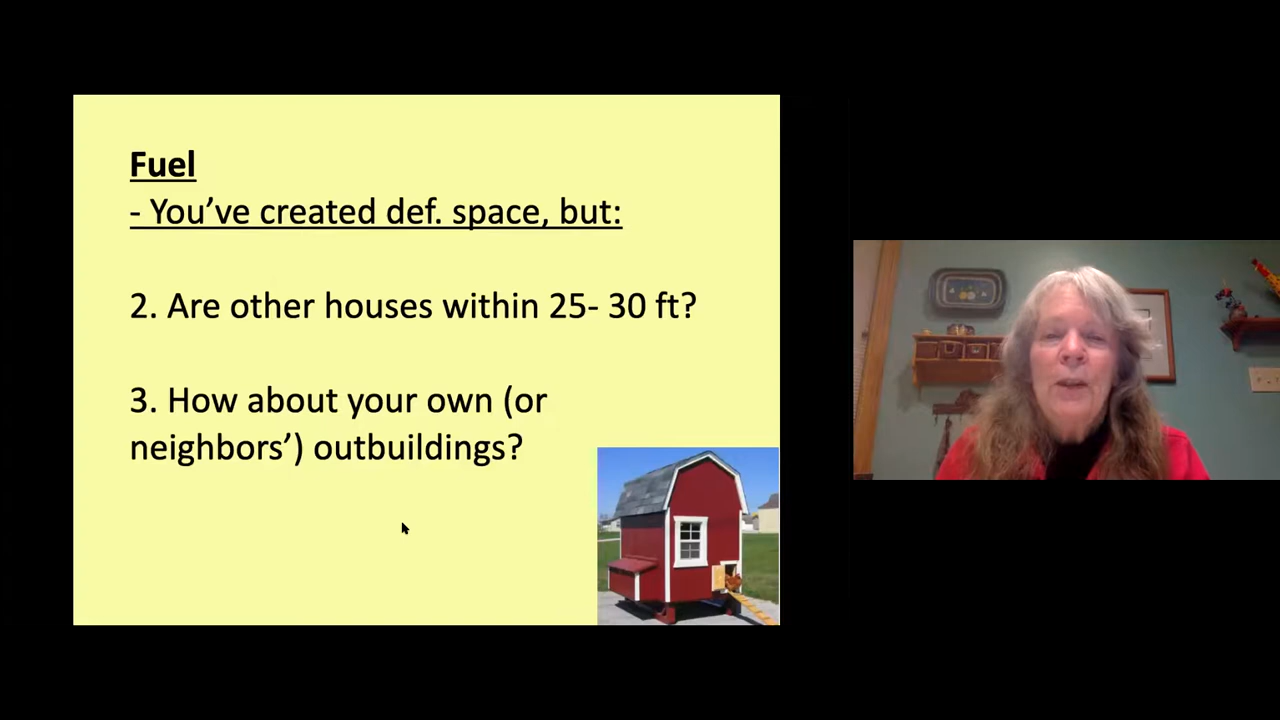 Fuel
- You’ve created def. space, but:
2. Are other houses within 25- 30 ft?
3. How about your own (or
neighbors’) outbuildings?